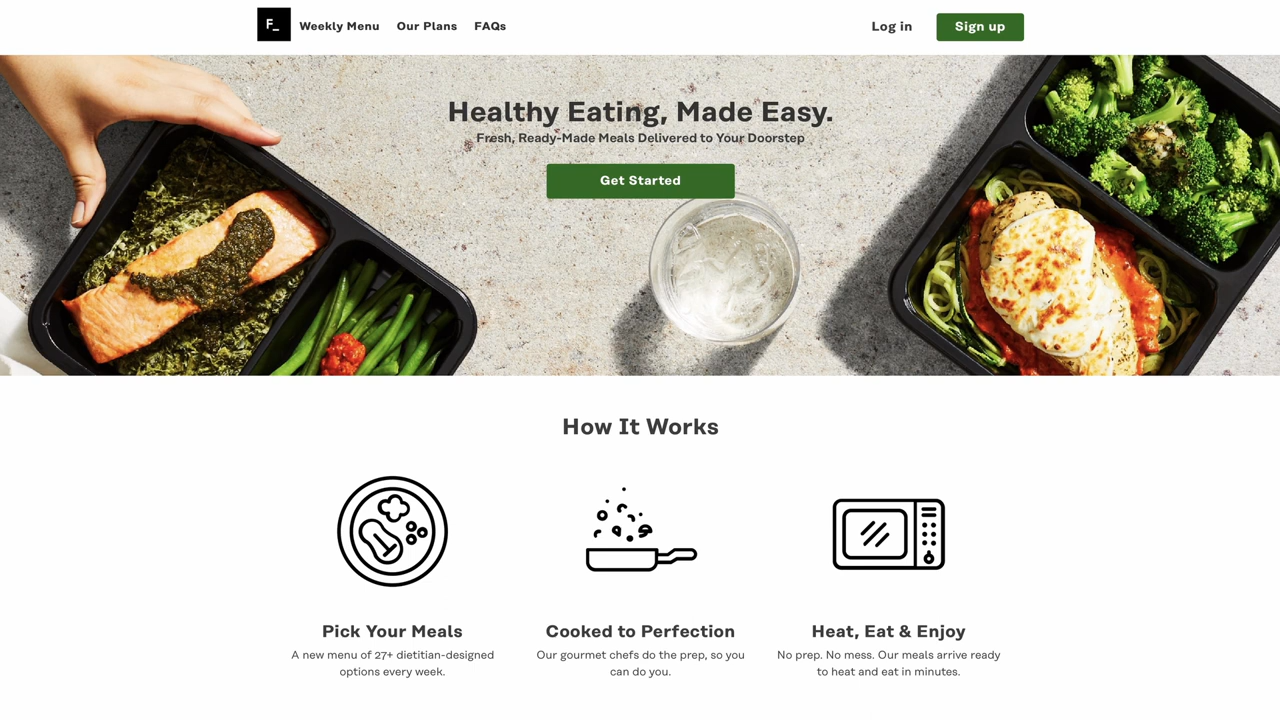 F_
Weekly Menu
Our Plans
FAQs
Log in
Sign up
Healthy Eating, Made Easy.
Fresh, Ready-Made Meals Delivered to Your Doorstep
Get Started
How It Works
Pick Your Meals
A new menu of 27+ dietitian-designed
options every week.
Cooked to Perfection
Our gourmet chefs do the prep, so you
can do you.
Heat, Eat & Enjoy
No prep. No mess. Our meals arrive ready
to heat and eat in minutes.